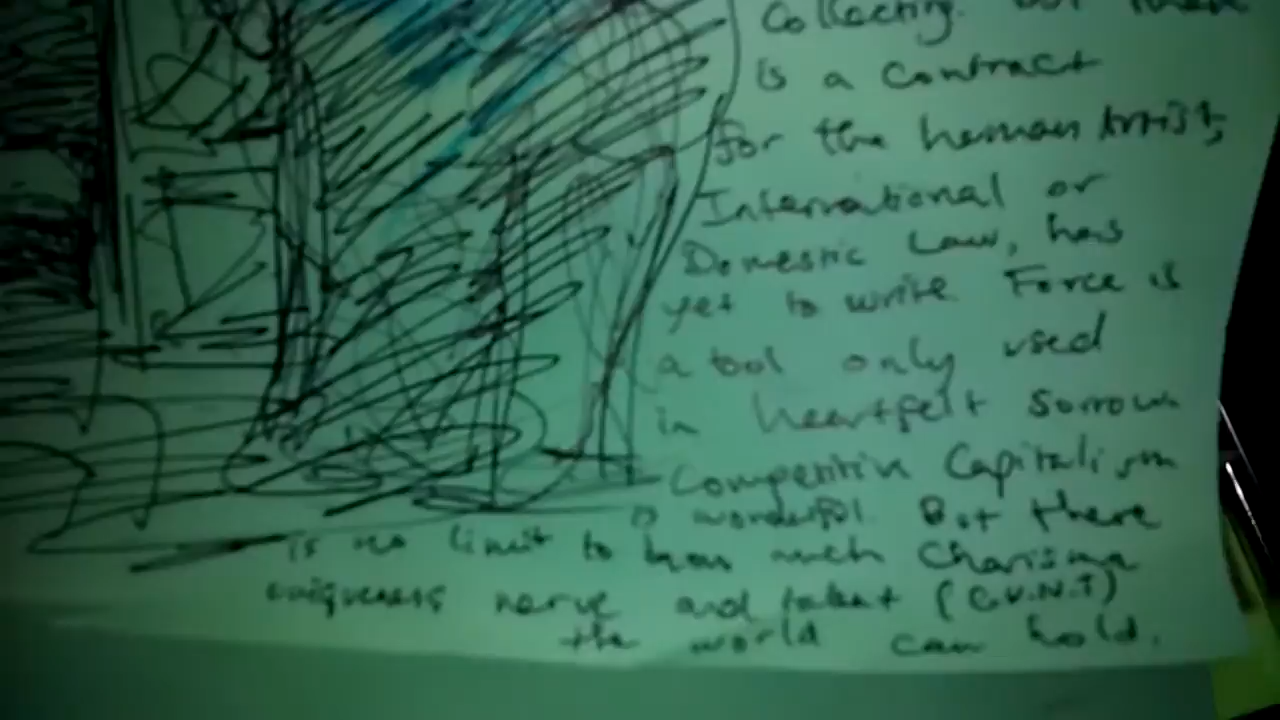 Collecting. But there
is a contract
for the human Artist,
International or
Domestic Law, has
yet to write. Force is
a tool only used
in heartfelt sorrow
Competitive Capitalism
is wonderful. But there
is no limit to how much Charisma
uniqueness nerve and talent (C.U.N.T)
the world can hold.